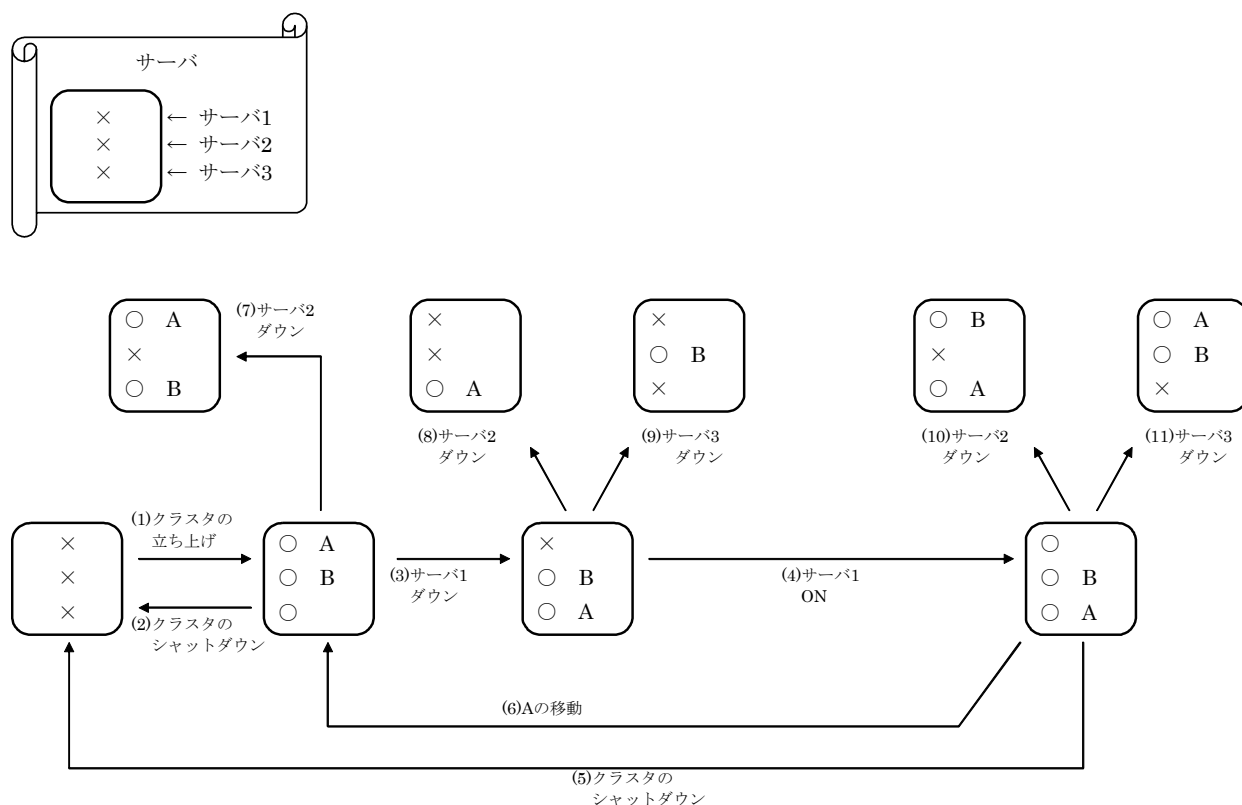 サーバ
× ← サーバ1
× ← サーバ2
× ← サーバ3
○ A
×
○ B
(7)サーバ2
ダウン
×
×
○ A
×
○ B
×
○ B
×
○ A
○ A
○ B
×
(8)サーバ2
ダウン
(9)サーバ3
ダウン
(10)サーバ2
ダウン
(11)サーバ3
ダウン
×
×
×
(1)クラスタの
立ち上げ
(2)クラスタの
シャットダウン
○ A
○ B
○
(3)サーバ1
ダウン
×
○ B
○ A
(4)サーバ1
ON
○
○ B
○ A
(6)Aの移動
(5)クラスタの
シャットダウン